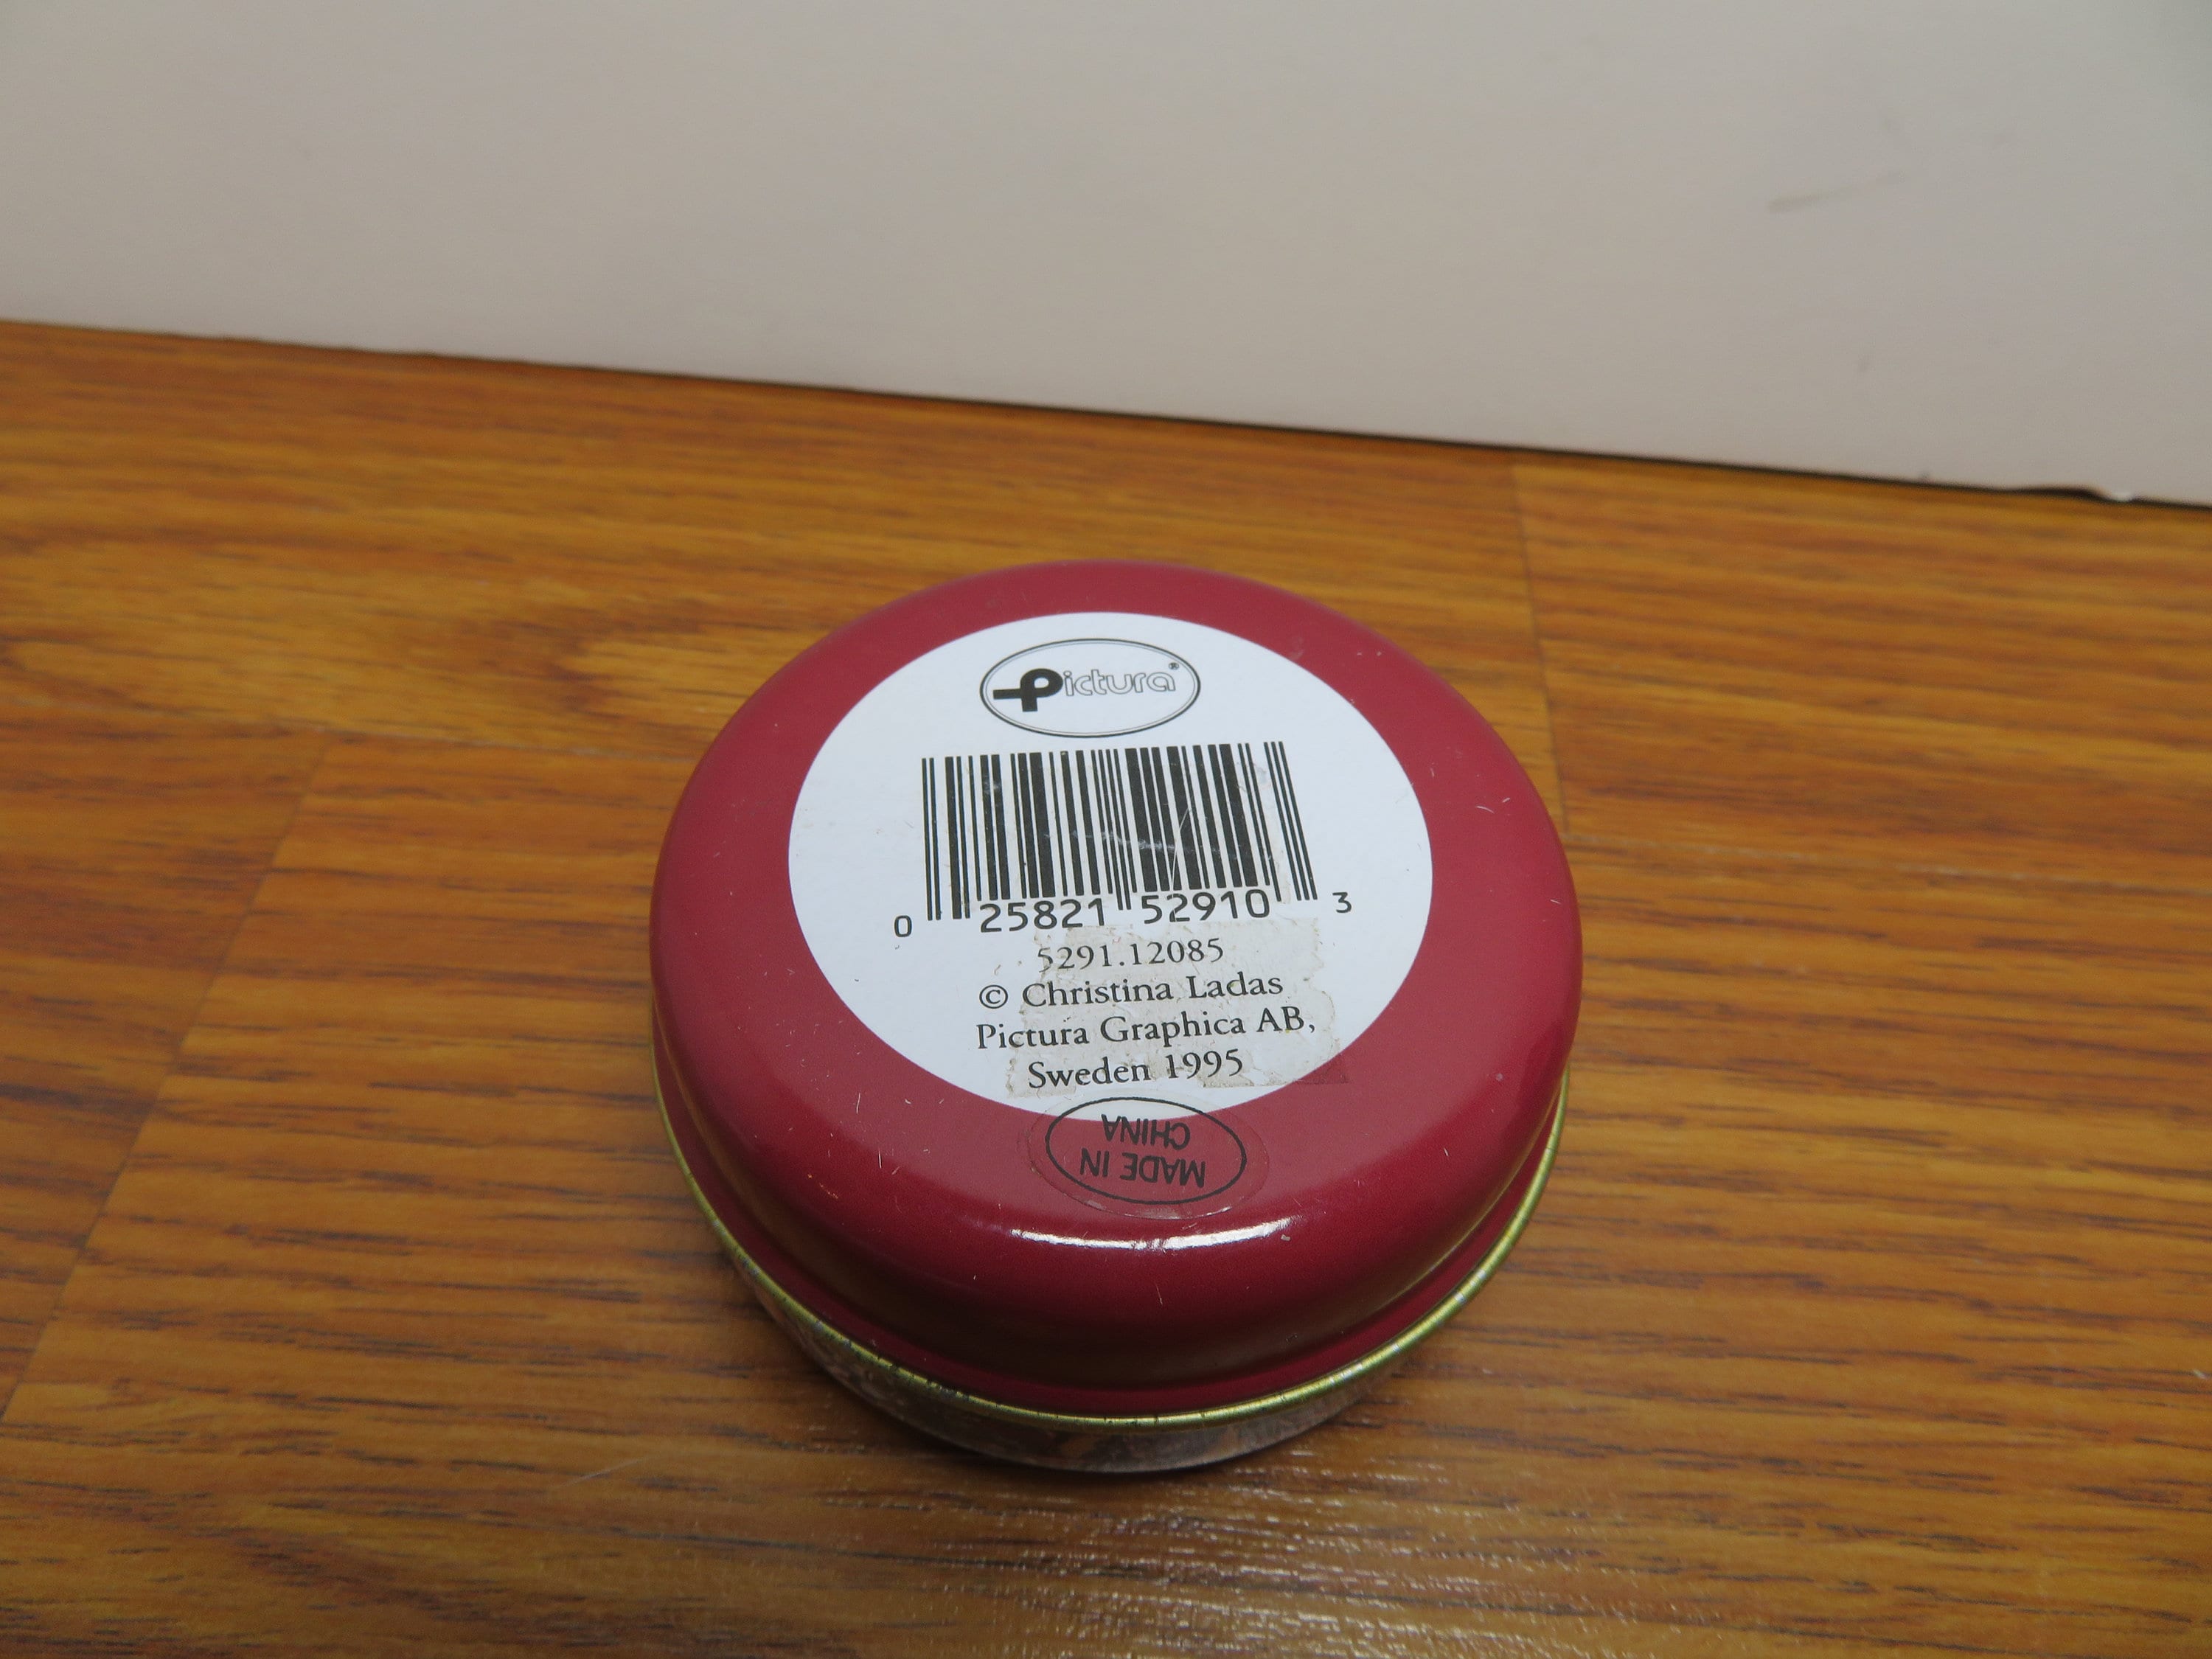 Pictura®
0 25821 52910 3
5291.12085
© Christina Ladas
Pictura Graphica AB,
Sweden 1995
MADE IN
CHINA